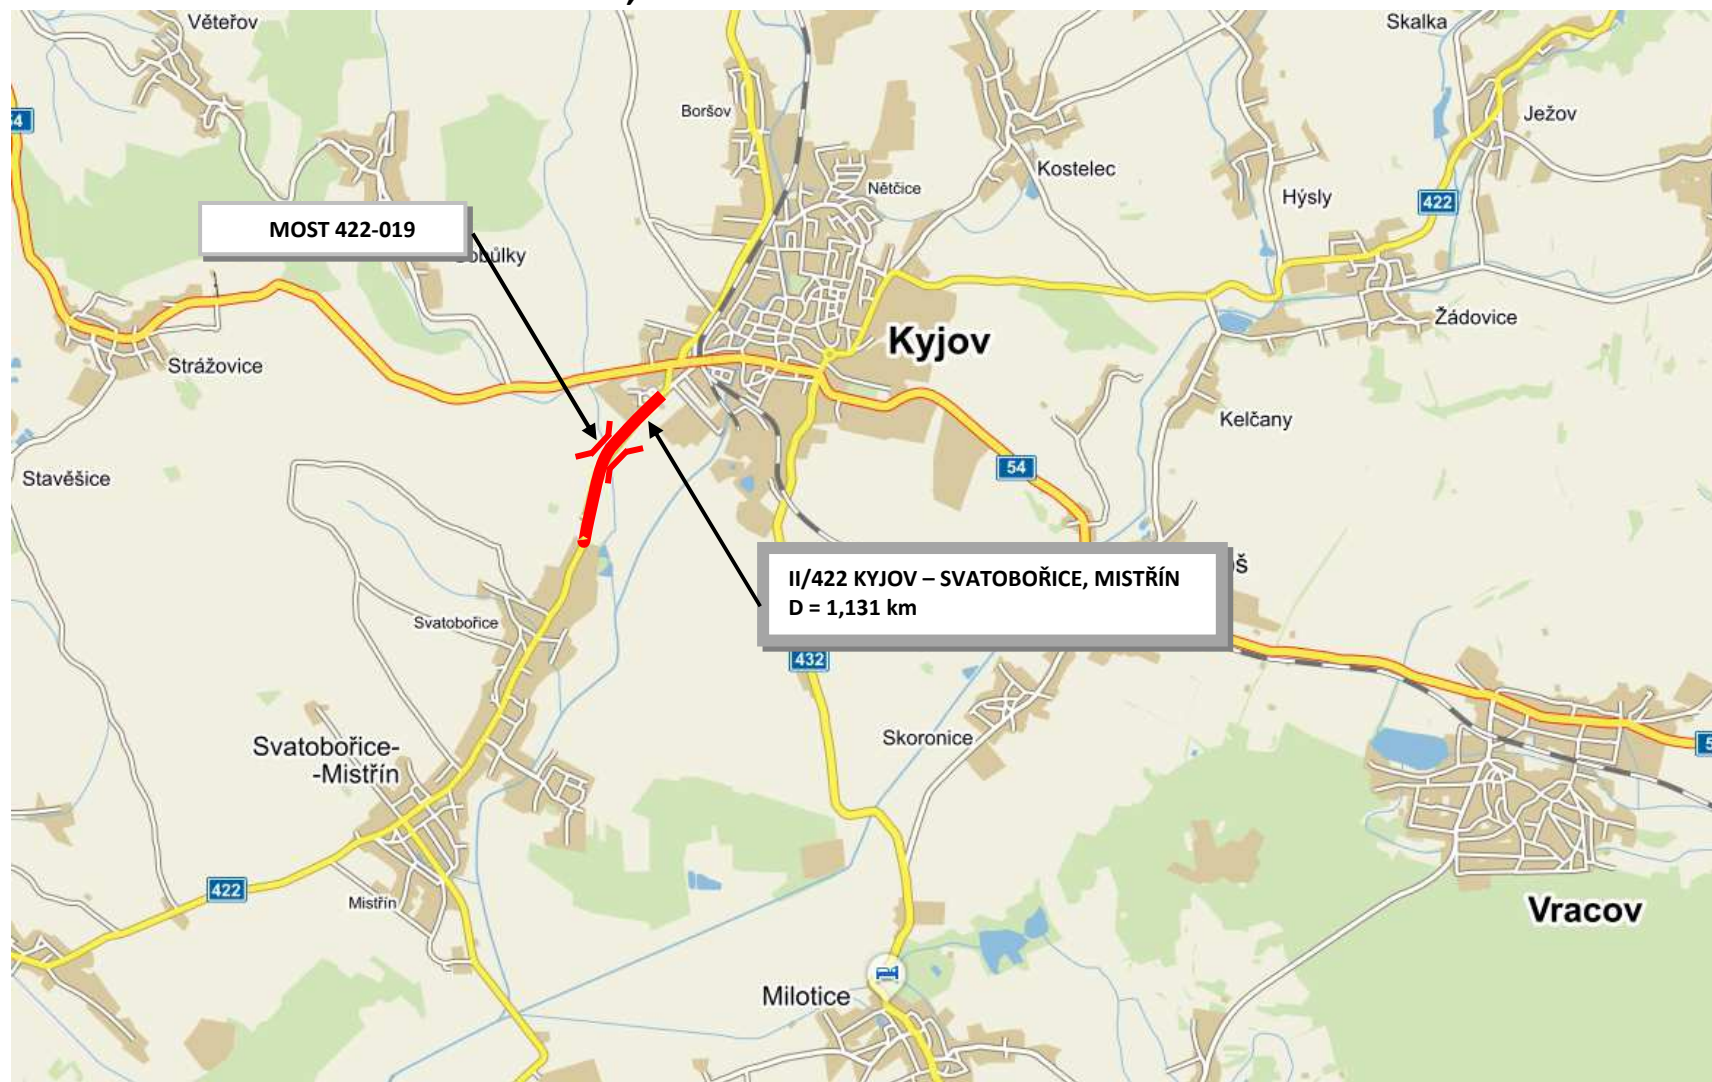 Věteřov
Skalka
54
Boršov
Ježov
Kostelec
Nětčice
Hýsly
422
MOST 422-019
Kyjov
Žádovice
Strážovice
Kelčany
54
Stavěšice
II/422 KYJOV – SVATOBOŘICE, MISTŘÍN
D = 1,131 km
Svatobořice
432
Skoronice
Svatobořice-
-Mistřín
422
Mistřín
Vracov
Milotice